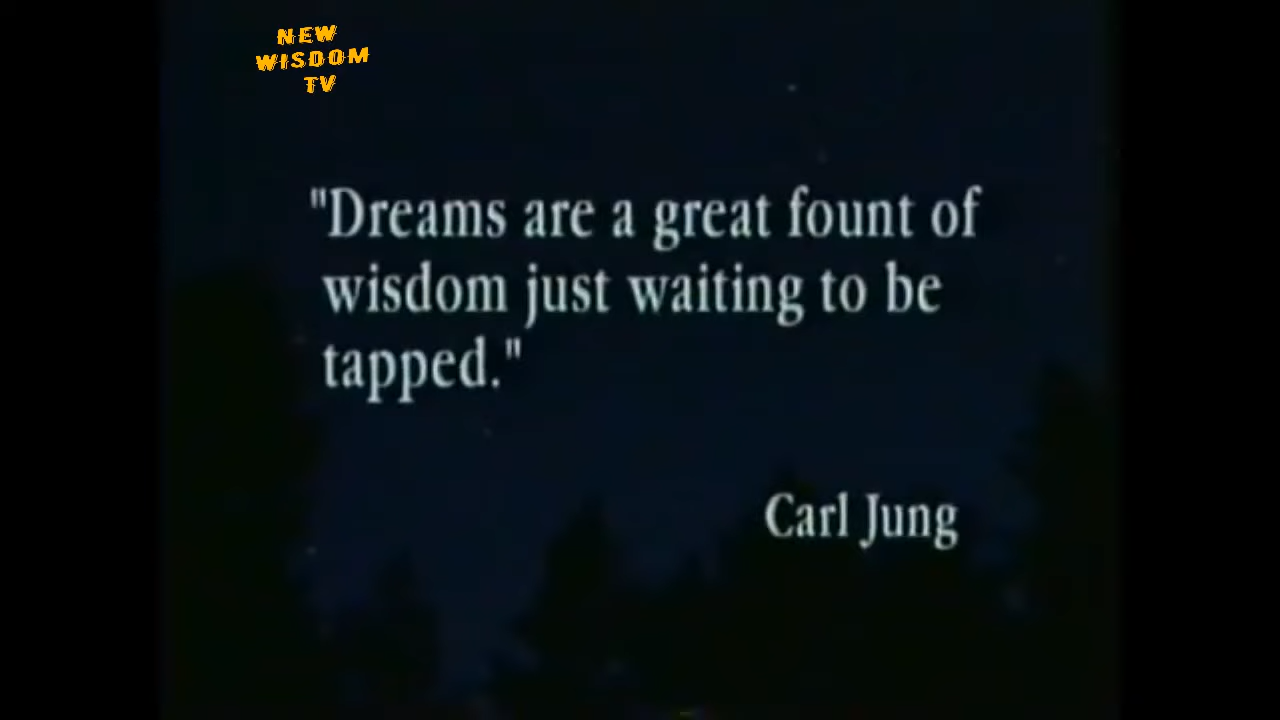 NEW
WISDOM
TV
"Dreams are a great fount of
wisdom just waiting to be
tapped."
Carl Jung